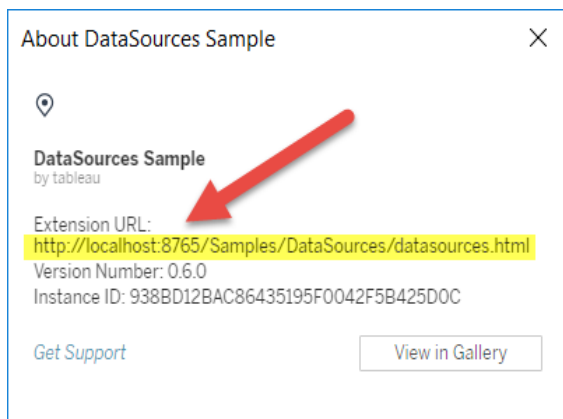 About DataSources Sample
DataSources Sample
by tableau
Extension URL:
http://localhost:8765/Samples/DataSources/datasources.html
Version Number: 0.6.0
Instance ID: 938BD12BAC86435195F0042F5B425D0C
Get Support
View in Gallery